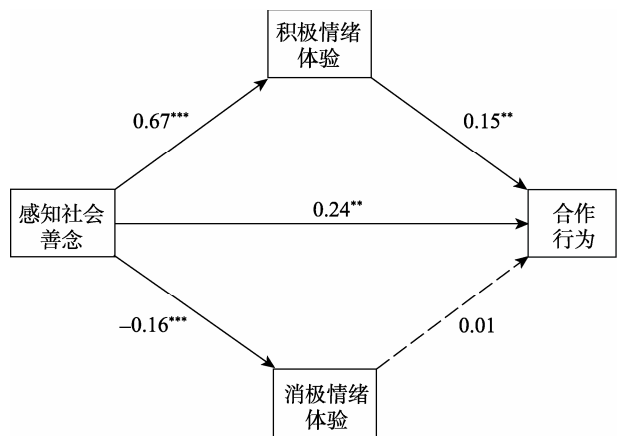 积极情绪
体验
0.67***
0.15**
感知社会
善念
0.24**
合作
行为
–0.16***
0.01
消极情绪
体验